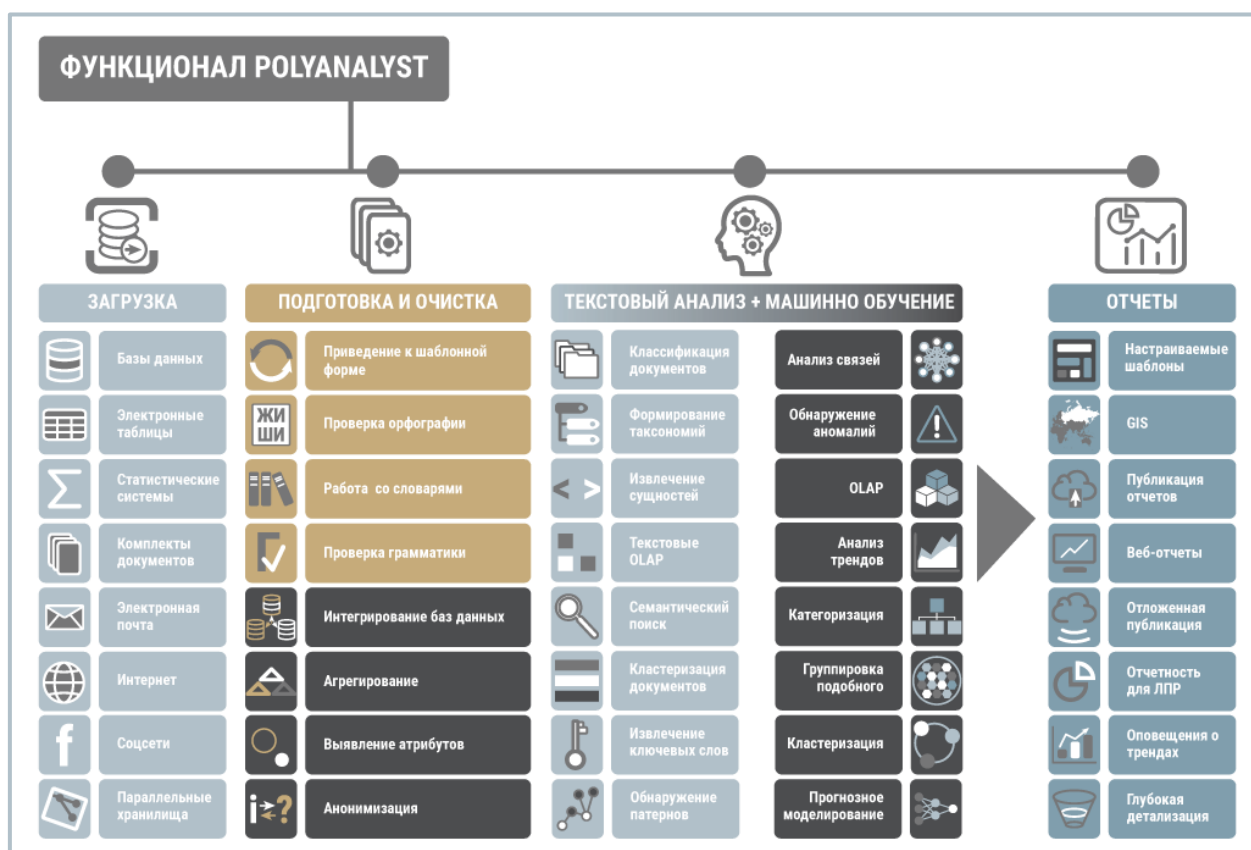 ФУНКЦИОНАЛ POLYANALYST
ЗАГРУЗКА
Базы данных
Электронные
таблицы
Статистические
системы
Комплекты
документов
Электронная
почта
Интернет
f
Соцсети
Параллельные
хранилища
ПОДГОТОВКА И ОЧИСТКА
Приведение к шаблонной
форме
ЖИ
ШИ
Проверка орфографии
Работа со словарями
Проверка грамматики
Интегрирование баз данных
Агрегирование
Выявление атрибутов
i ?
Анонимизация
ТЕКСТОВЫЙ АНАЛИЗ + МАШИННО ОБУЧЕНИЕ
Классификация
документов
Формирование
таксономий
< >
Извлечение
сущностей
Текстовые
OLAP
Семантический
поиск
Кластеризация
документов
Извлечение
ключевых слов
Обнаружение
патернов
Анализ связей
Обнаружение
аномалий
OLAP
Анализ
трендов
Категоризация
Группировка
подобного
Кластеризация
Прогнозное
моделирование
ОТЧЕТЫ
Настраиваемые
шаблоны
GIS
Публикация
отчетов
Веб-отчеты
Отложенная
публикация
Отчетность
для ЛПР
Оповещения о
трендах
Глубокая
детализация